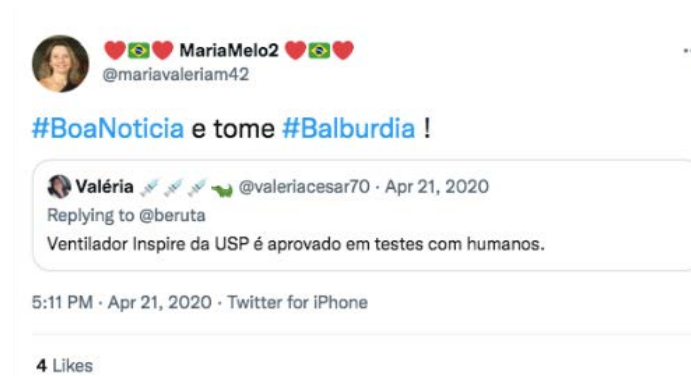 ❤️🇧🇷❤️ MariaMelo2 ❤️🇧🇷❤️
@mariavaleriam42
#BoaNoticia e tome #Balburdia !
Valéria 💉💉💉🐊 @valeriacesar70 · Apr 21, 2020
Replying to @beruta
Ventilador Inspire da USP é aprovado em testes com humanos.
5:11 PM · Apr 21, 2020 · Twitter for iPhone
4 Likes